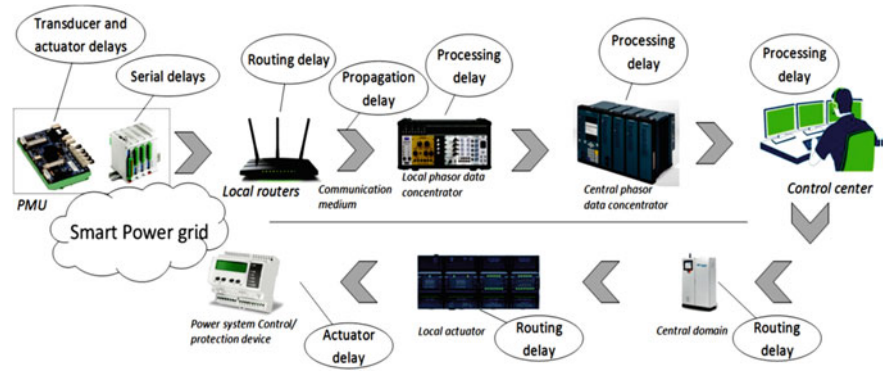 Transducer and
actuator delays
Serial delays
Routing delay
Propagation
delay
Processing
delay
Processing
delay
Processing
delay
PMU
Local routers
Communication
medium
Local phasor data
concentrator
Central phasor
data concentrator
Control center
Smart Power grid
Power system Control/
protection device
Actuator
delay
Local actuator
Routing
delay
Central domain
Routing
delay